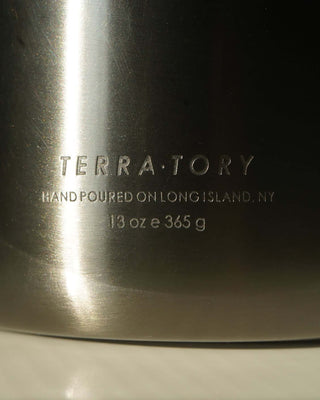 TERRA·TORY
HAND POURED ON LONG ISLAND, NY
13 oz e 365 g